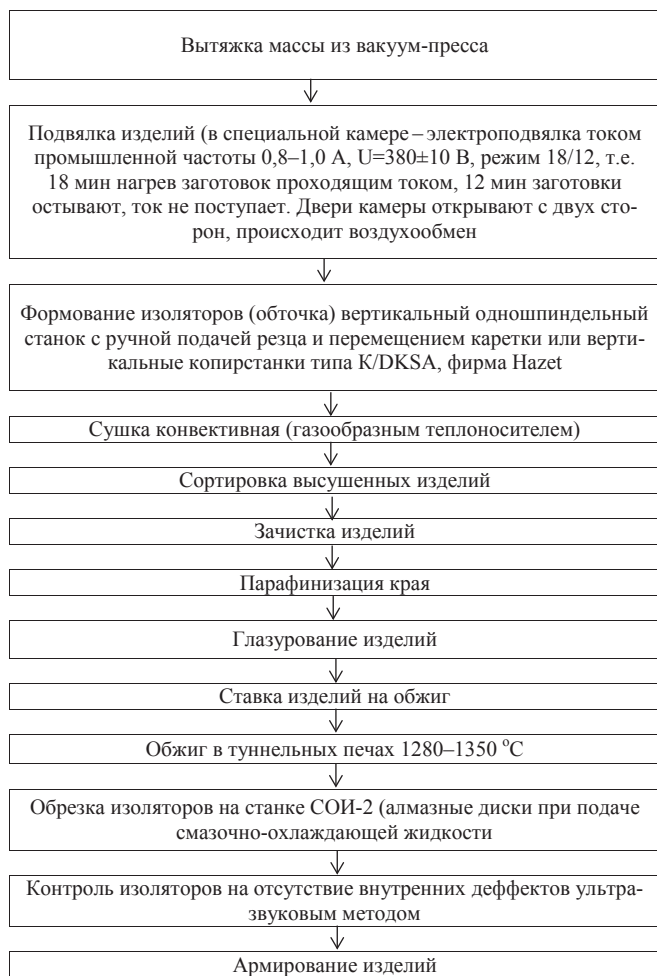 Вытяжка массы из вакуум-пресса
Подвялка изделий (в специальной камере – электроподвялка током
промышленной частоты 0,8–1,0 А, U=380±10 В, режим 18/12, т.е.
18 мин нагрев заготовок проходящим током, 12 мин заготовки
остывают, ток не поступает. Двери камеры открывают с двух сто-
рон, происходит воздухообмен
Формование изоляторов (обточка) вертикальный одношпиндельный
станок с ручной подачей резца и перемещением каретки или верти-
кальные копирстанки типа K/DKSA, фирма Hazet
Сушка конвективная (газообразным теплоносителем)
Сортировка высушенных изделий
Зачистка изделий
Парафинизация края
Глазурование изделий
Ставка изделий на обжиг
Обжиг в туннельных печах 1280–1350 °С
Обрезка изоляторов на станке СОИ-2 (алмазные диски при подаче
смазочно-охлаждающей жидкости
Контроль изоляторов на отсутствие внутренних деффектов ультра-
звуковым методом
Армирование изделий